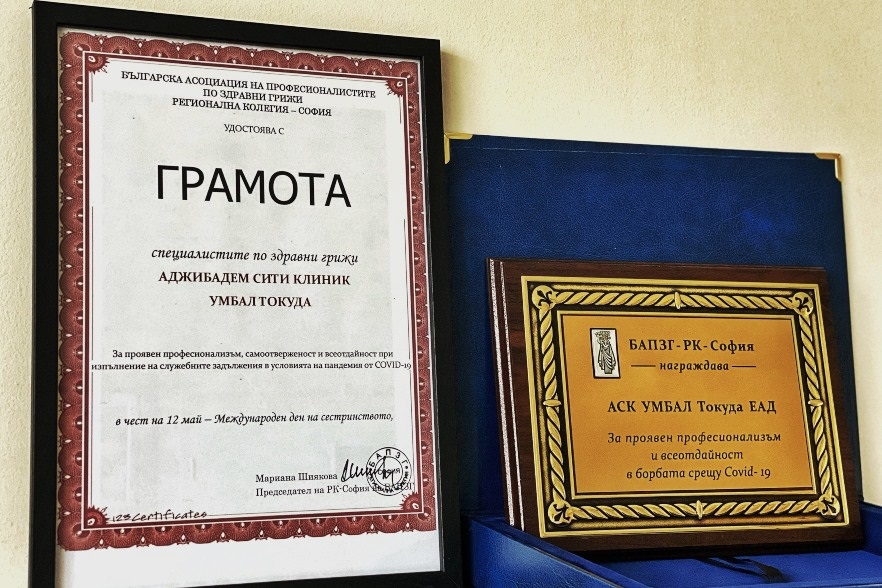 БЪЛГАРСКА АСОЦИАЦИЯ НА ПРОФЕСИОНАЛИСТИТЕ
ПО ЗДРАВНИ ГРИЖИ
РЕГИОНАЛНА КОЛЕГИЯ – СОФИЯ
УДОСТОЯВА С
ГРАМОТА
специалистите по здравни грижи
АДЖИБАДЕМ СИТИ КЛИНИК
УМБАЛ ТОКУДА
За проявен професионализъм, самоотверженост и всеотдайност при
изпълнение на служебните задължения в условията на пандемия от COVID-19
в чест на 12 май – Международен ден на сестринството,
Мариана Шиякова
Председател на РК-София на БАПЗГ
БАПЗГ
123Certificates
БАПЗГ-РК-София
награждава
АСК УМБАЛ Токуда ЕАД
За проявен професионализъм
и всеотдайност
в борбата срещу Covid-19